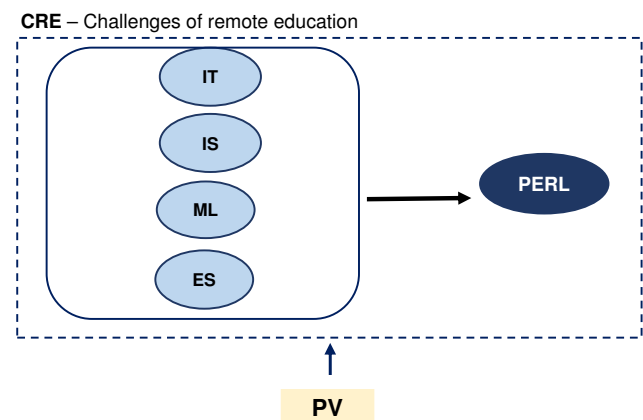 CRE – Challenges of remote education
IT
IS
ML
ES
PERL
PV